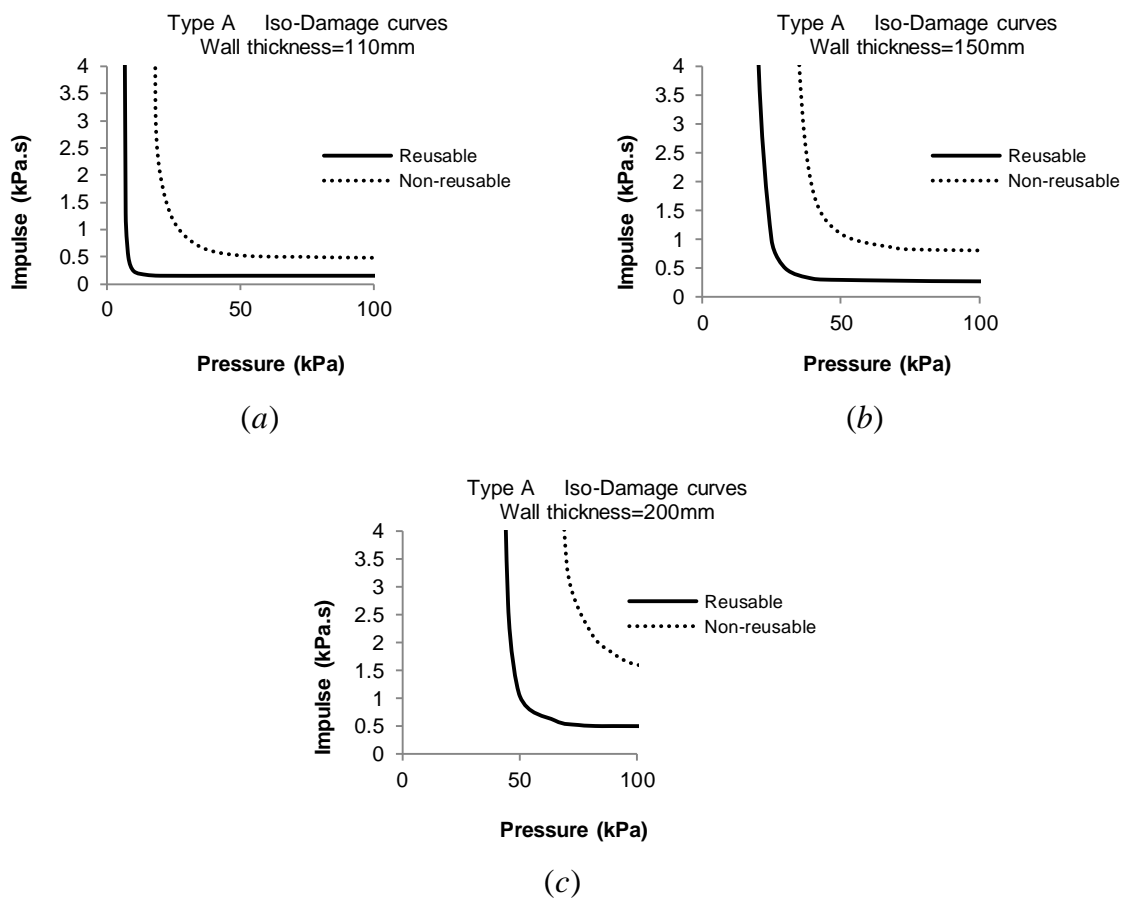 Type A Iso-Damage curves
Wall thickness=110mm
4
3.5
3
2.5
2
1.5
1
0.5
0
Impulse (kPa.s)
Reusable
Non-reusable
0 50 100
Pressure (kPa)
(a)
Type A Iso-Damage curves
Wall thickness=150mm
4
3.5
3
2.5
2
1.5
1
0.5
0
Impulse (kPa.s)
Reusable
Non-reusable
0 50 100
Pressure (kPa)
(b)
Type A Iso-Damage curves
Wall thickness=200mm
4
3.5
3
2.5
2
1.5
1
0.5
0
Impulse (kPa.s)
Reusable
Non-reusable
0 50 100
Pressure (kPa)
(c)